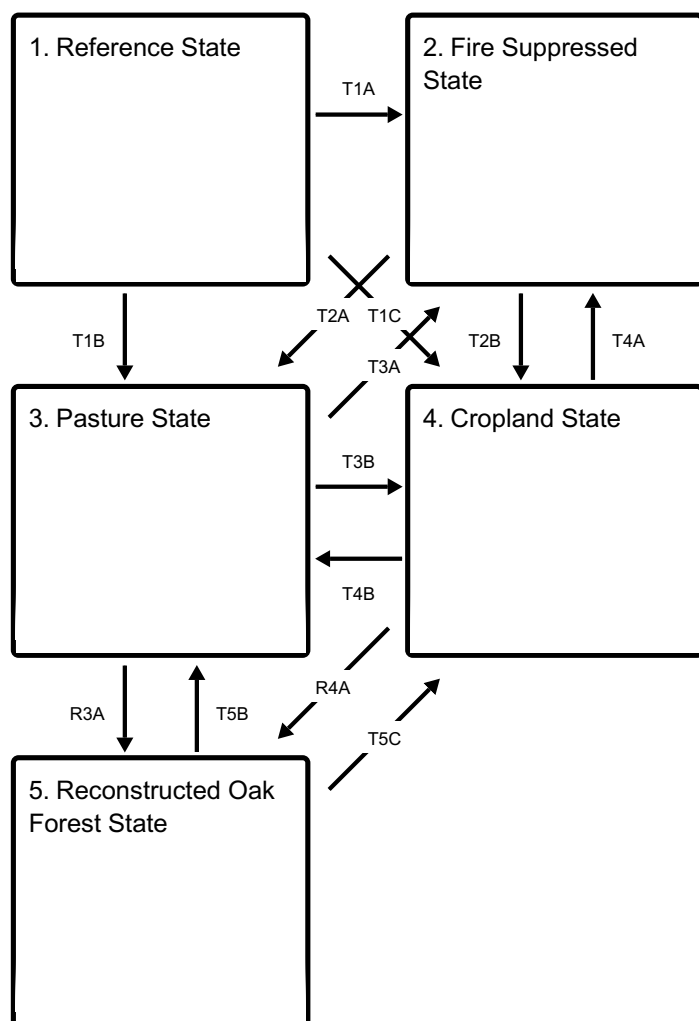 1. Reference State
2. Fire Suppressed
State
T1A
T2A
T1C
T1B
T2B
T4A
T3A
3. Pasture State
4. Cropland State
T3B
T4B
R4A
R3A
T5B
T5C
5. Reconstructed Oak
Forest State